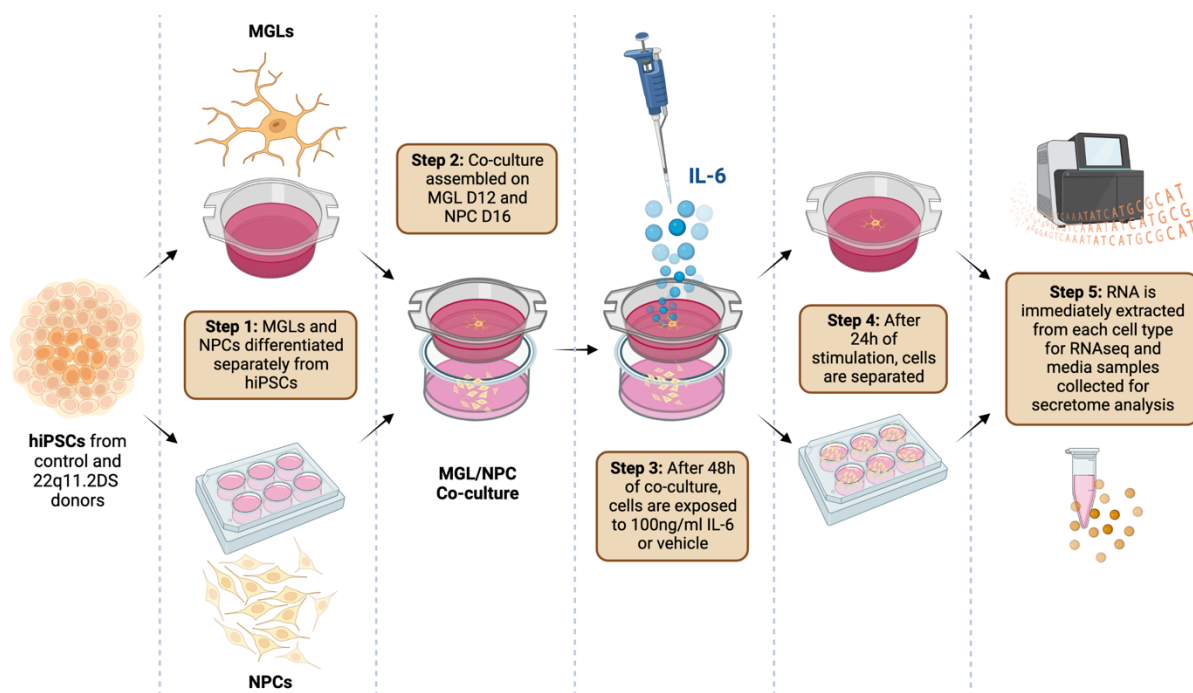 MGLs
Step 1: MGLs and
NPCs differentiated
separately from
hiPSCs
hiPSCs from
control and
22q11.2DS
donors
NPCs
Step 2: Co-culture
assembled on
MGL D12 and
NPC D16
MGL/NPC
Co-culture
IL-6
Step 3: After 48h
of co-culture,
cells are exposed
to 100ng/ml IL-6
or vehicle
Step 4: After
24h of
stimulation, cells
are separated
Step 5: RNA is
immediately extracted
from each cell type
for RNAseq and
media samples
collected for
secretome analysis